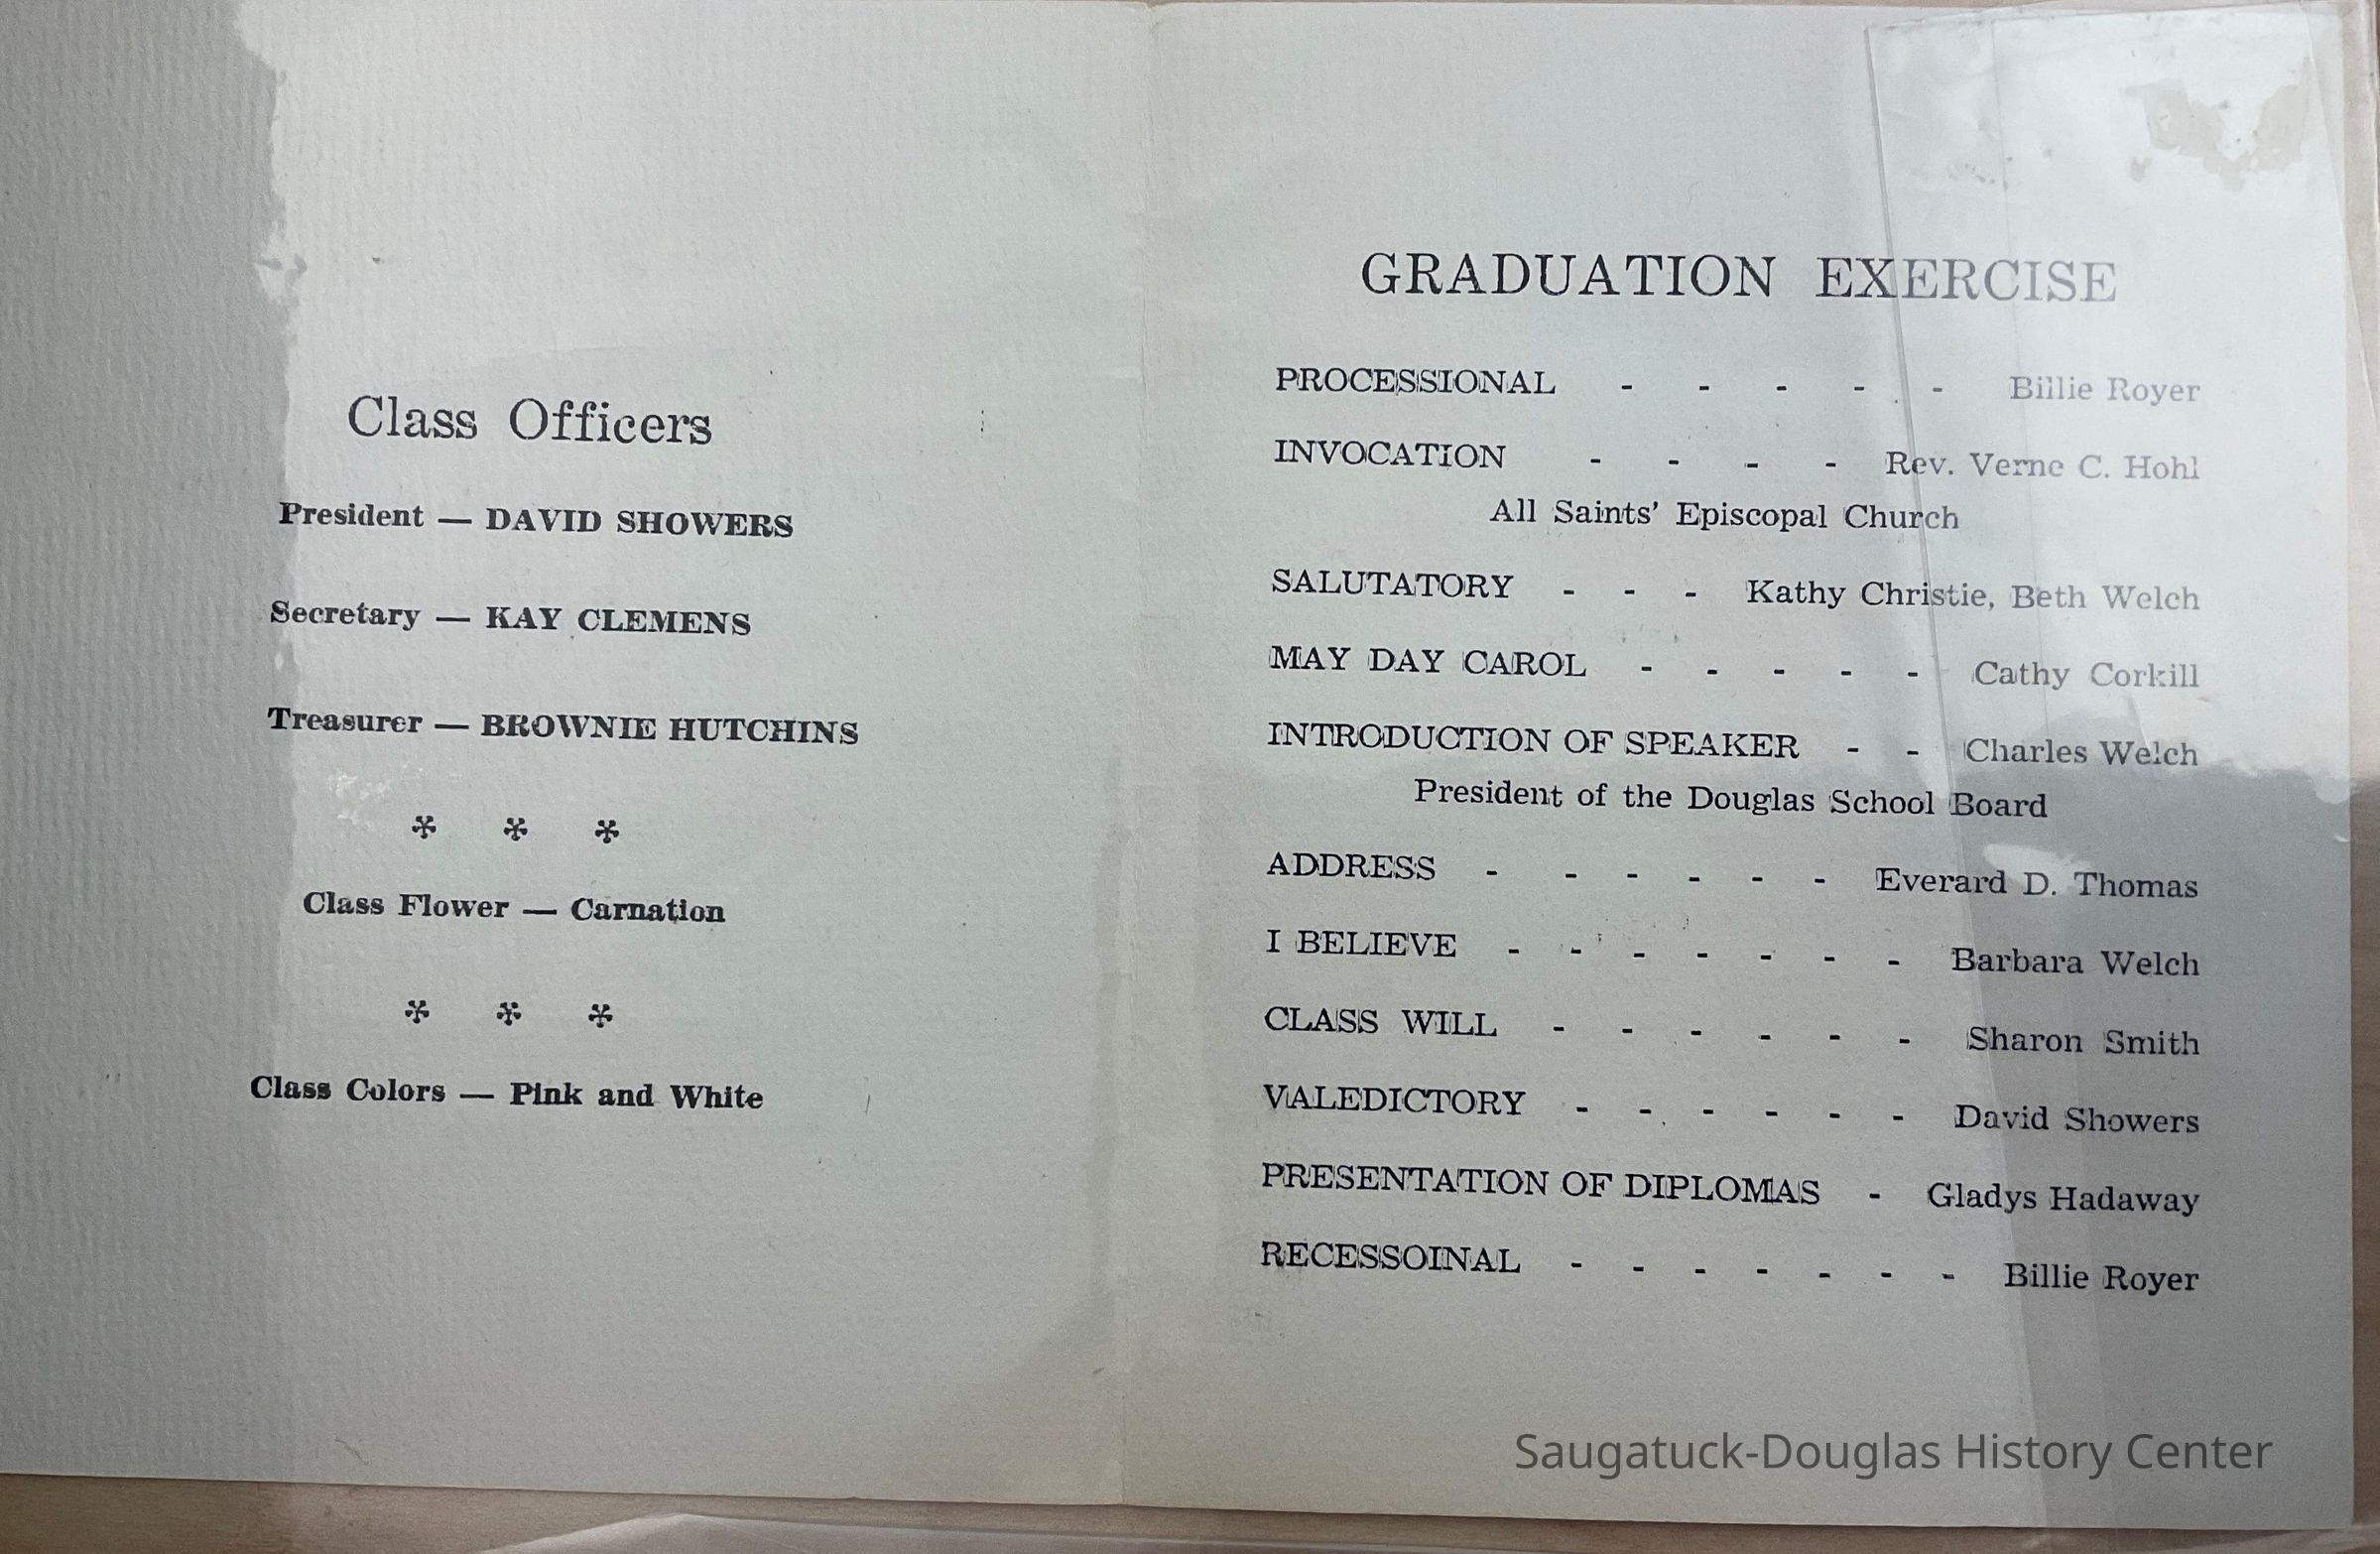 Class Officers
President — DAVID SHOWERS
Secretary — KAY CLEMENS
Treasurer — BROWNIE HUTCHINS
* * *
Class Flower — Carnation
* * *
Class Colors — Pink and White
GRADUATION EXERCISE
PROCESSIONAL - - - - - Billie Royer
INVOCATION - - - - Rev. Verne C. Hohl
All Saints' Episcopal Church
SALUTATORY - - - Kathy Christie, Beth Welch
MAY DAY CAROL - - - - - Cathy Corkill
INTRODUCTION OF SPEAKER - - Charles Welch
President of the Douglas School Board
ADDRESS - - - - - - Everard D. Thomas
I BELIEVE - - - - - - - Barbara Welch
CLASS WILL - - - - - - Sharon Smith
VALEDICTORY - - - - - - David Showers
PRESENTATION OF DIPLOMAS - Gladys Hadaway
RECESSOINAL - - - - - - - Billie Royer
Saugatuck-Douglas History Center